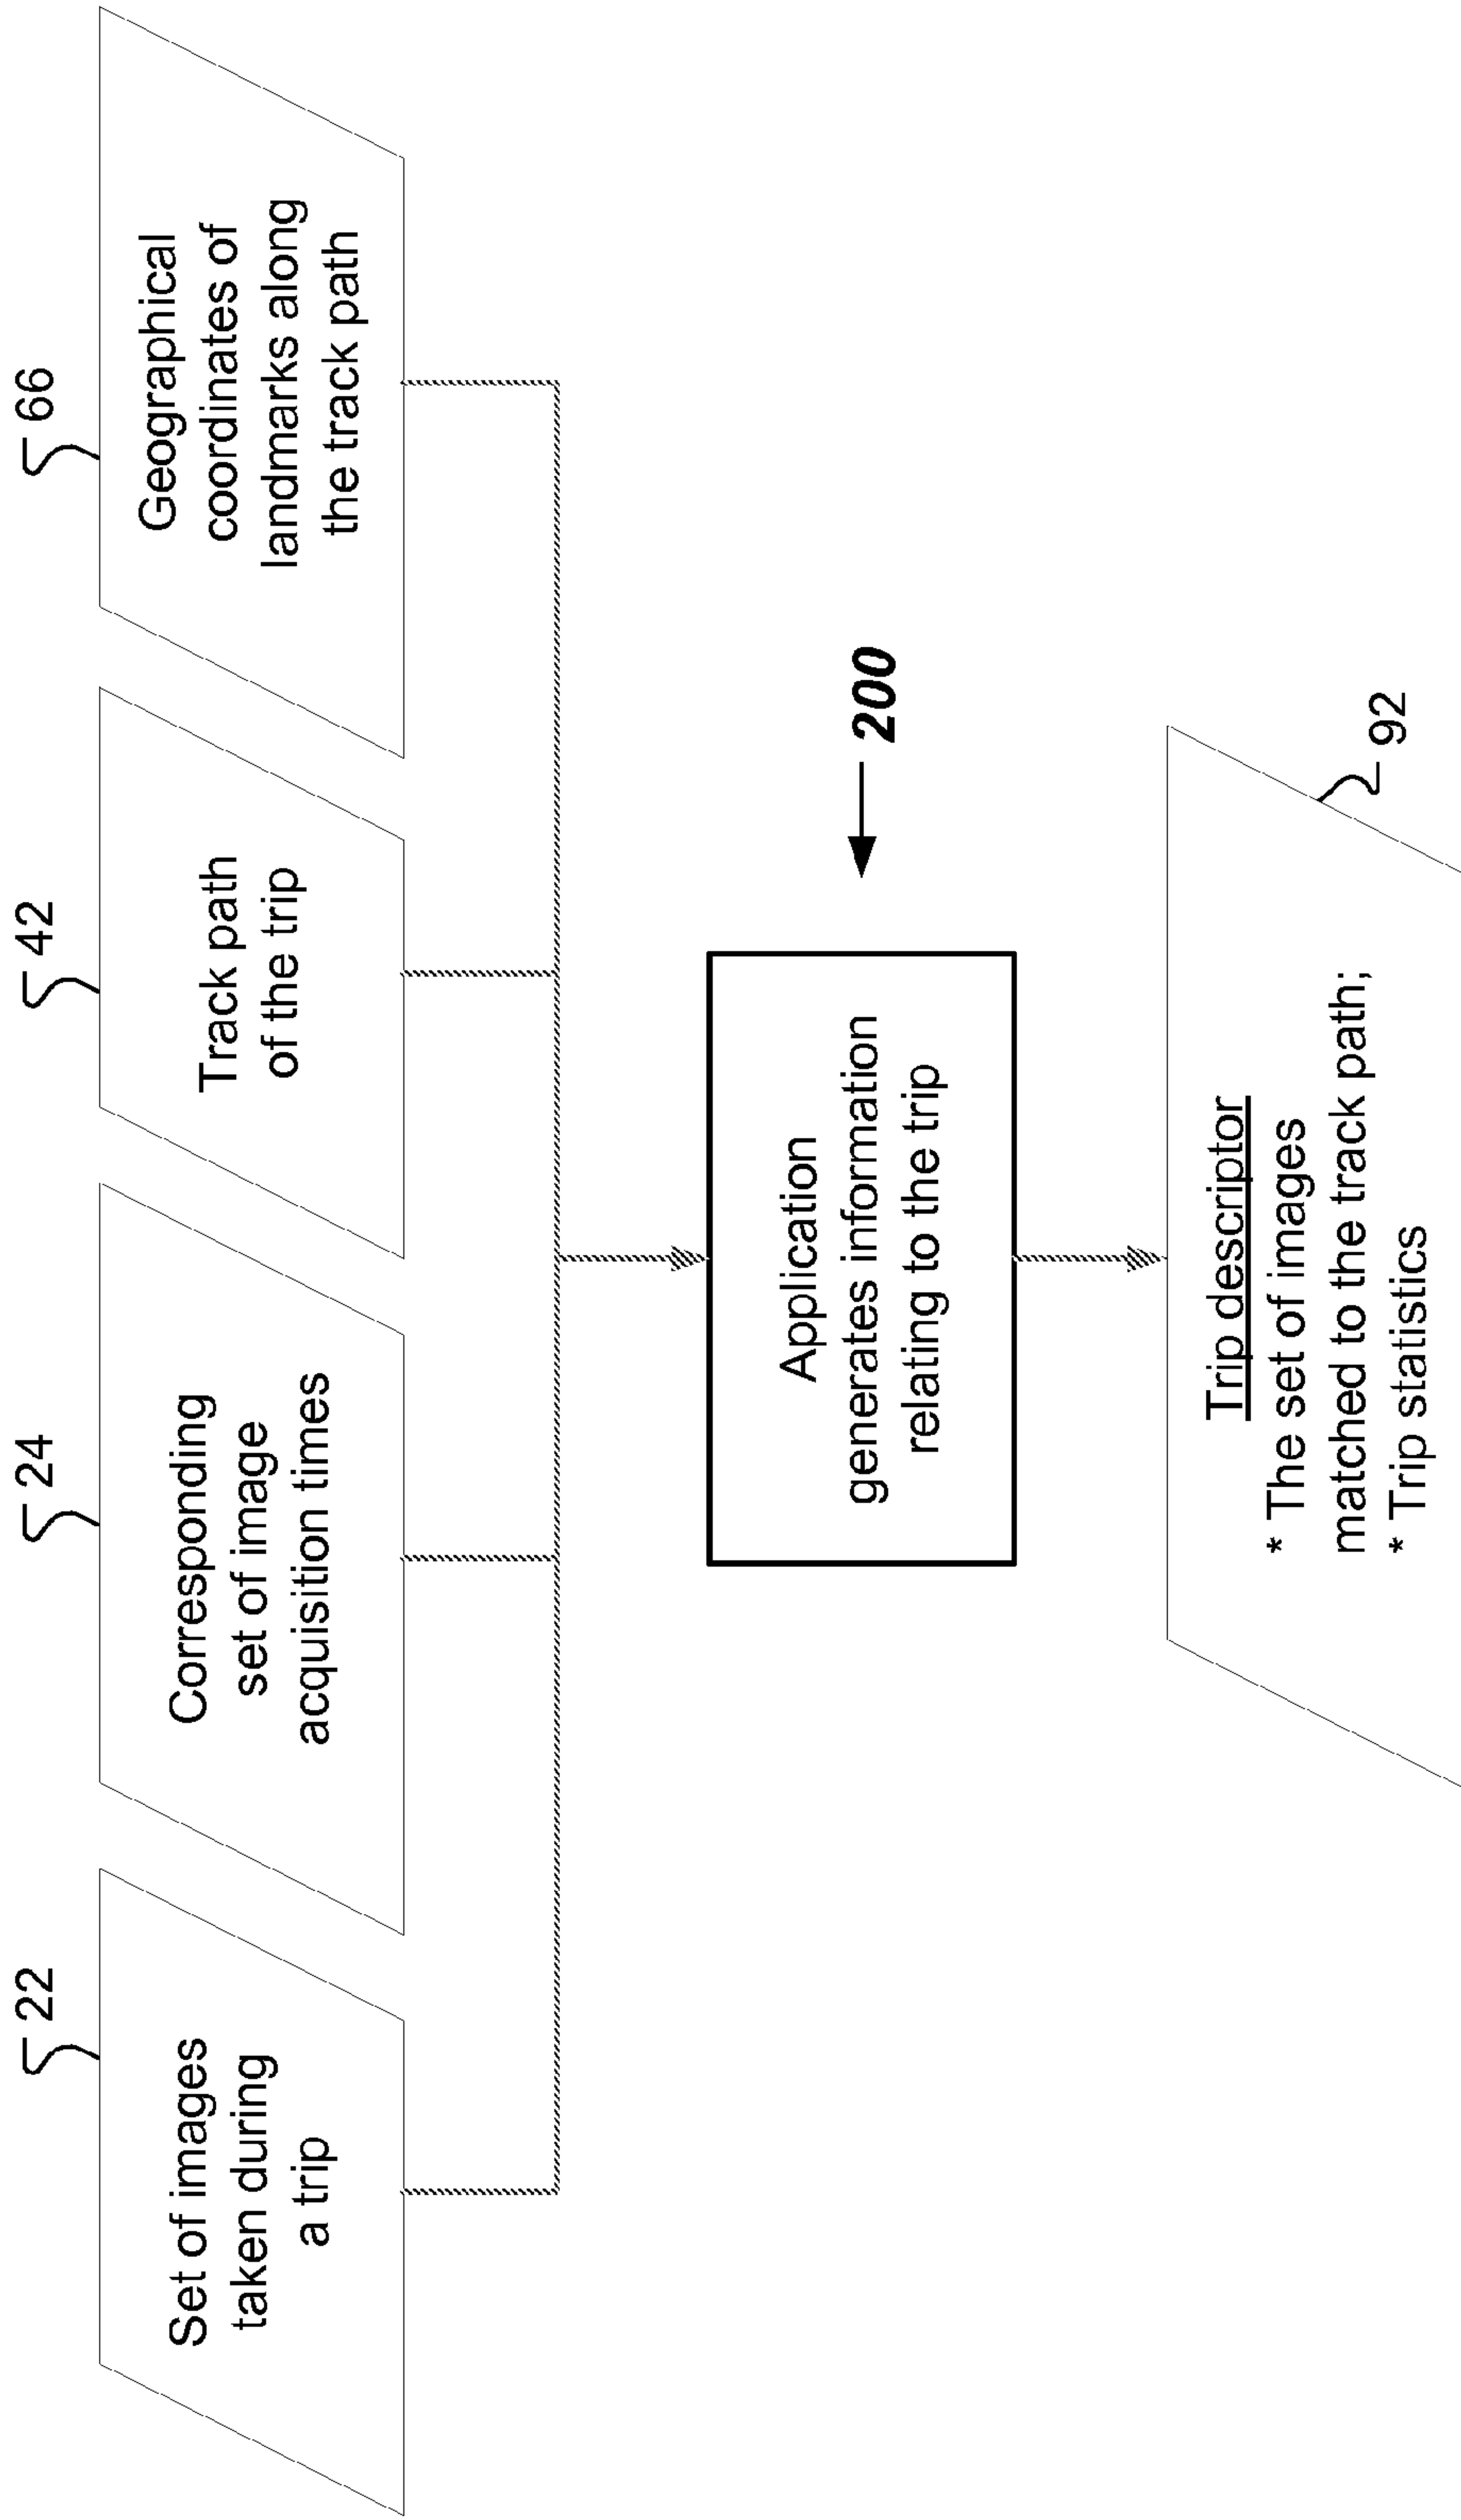 22
Set of images
taken during
a trip
24
Corresponding
set of image
acquisition times
42
Track path
of the trip
66
Geographical
coordinates of
landmarks along
the track path
200
Application
generates information
relating to the trip
92
Trip descriptor
* The set of images
matched to the track path;
* Trip statistics